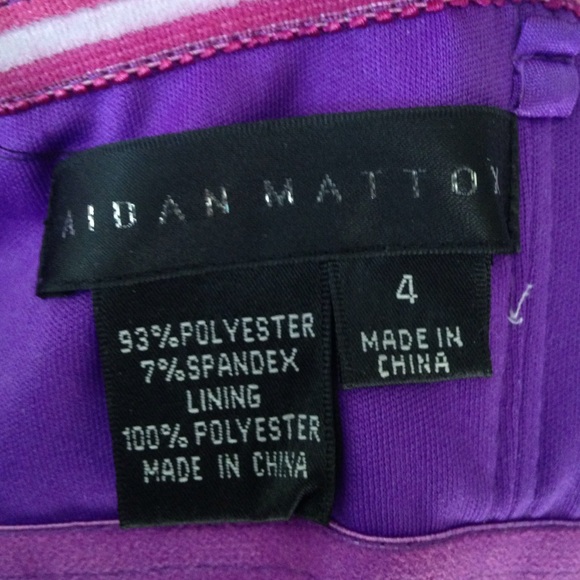 AIDAN MATTOX
93%POLYESTER
7%SPANDEX
LINING
100%POLYESTER
MADE IN CHINA
4
MADE IN
CHINA